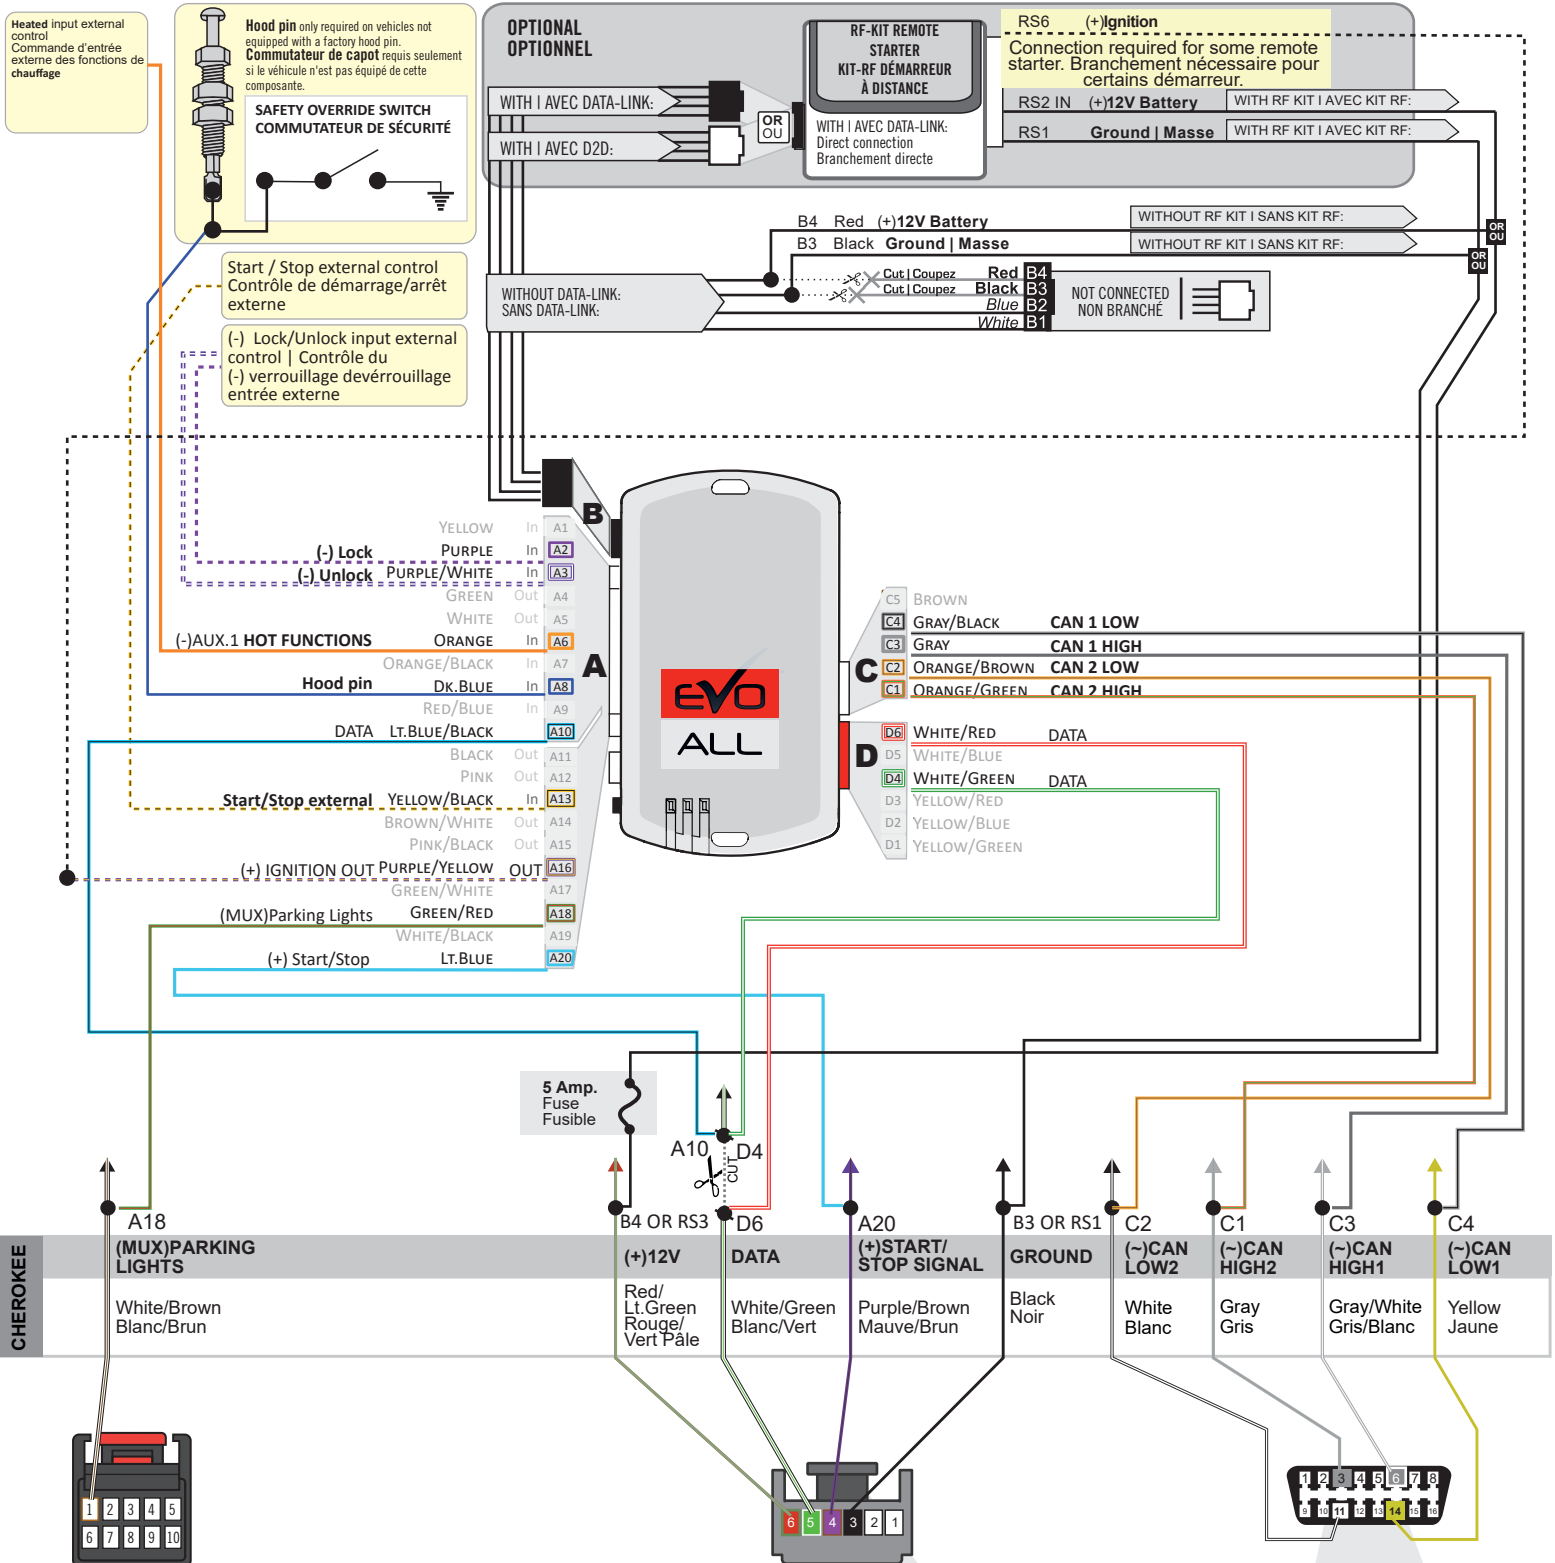 Heated input external
control
Commande d'entrée
externe des fonctions de
chauffage
Hood pin only required on vehicles not
equipped with a factory hood pin.
Commutateur de capot requis seulement
si le véhicule n'est pas équipé de cette
composante.
SAFETY OVERRIDE SWITCH
COMMUTATEUR DE SÉCURITÉ
OPTIONAL
OPTIONNEL
WITH | AVEC DATA-LINK:
WITH | AVEC D2D:
OR
OU
RF-KIT REMOTE
STARTER
KIT-RF DÉMARREUR
À DISTANCE
WITH | AVEC DATA-LINK:
Direct connection
Branchement directe
RS6 (+)Ignition
Connection required for some remote
starter. Branchement nécessaire pour
certains démarreur.
RS2 IN (+)12V Battery WITH RF KIT I AVEC KIT RF:
RS1 Ground | Masse WITH RF KIT I AVEC KIT RF:
B4 Red (+)12V Battery WITHOUT RF KIT I SANS KIT RF:
B3 Black Ground | Masse WITHOUT RF KIT I SANS KIT RF:
OR
OU
OR
OU
Start / Stop external control
Contrôle de démarrage/arrêt
externe
(-) Lock/Unlock input external
control | Contrôle du
(-) verrouillage devérrouillage
entrée externe
WITHOUT DATA-LINK:
SANS DATA-LINK:
Cut | Coupez Red B4
Cut | Coupez Black B3
Blue B2
White B1
NOT CONNECTED
NON BRANCHÉ
B
A
C
D
YELLOW In A1
(-) Lock PURPLE In A2
(-) Unlock PURPLE/WHITE In A3
GREEN Out A4
WHITE Out A5
(-)AUX.1 HOT FUNCTIONS ORANGE In A6
ORANGE/BLACK In A7
Hood pin DK.BLUE In A8
RED/BLUE In A9
DATA LT.BLUE/BLACK A10
BLACK Out A11
PINK Out A12
Start/Stop external YELLOW/BLACK In A13
BROWN/WHITE Out A14
PINK/BLACK Out A15
(+) IGNITION OUT PURPLE/YELLOW OUT A16
GREEN/WHITE A17
(MUX)Parking Lights GREEN/RED A18
WHITE/BLACK A19
(+) Start/Stop LT.BLUE A20
EVO
ALL
C5 BROWN
C4 GRAY/BLACK CAN 1 LOW
C3 GRAY CAN 1 HIGH
C2 ORANGE/BROWN CAN 2 LOW
C1 ORANGE/GREEN CAN 2 HIGH
D6 WHITE/RED DATA
D5 WHITE/BLUE
D4 WHITE/GREEN DATA
D3 YELLOW/RED
D2 YELLOW/BLUE
D1 YELLOW/GREEN
5 Amp.
Fuse
Fusible
A10 D4
CUT
A18
B4 OR RS3
D6
A20
B3 OR RS1
C2
C1
C3
C4
CHEROKEE
(MUX)PARKING
LIGHTS
(+)12V
DATA
(+)START/
STOP SIGNAL
GROUND
(~)CAN
LOW2
(~)CAN
HIGH2
(~)CAN
HIGH1
(~)CAN
LOW1
White/Brown
Blanc/Brun
Red/
Lt.Green
Rouge/
Vert Pâle
White/Green
Blanc/Vert
Purple/Brown
Mauve/Brun
Black
Noir
White
Blanc
Gray
Gris
Gray/White
Gris/Blanc
Yellow
Jaune
1 2 3 4 5
6 7 8 9 10
6 5 4 3 2 1
1 2 3 4 5 6 7 8
9 10 11 12 13 14 15 16